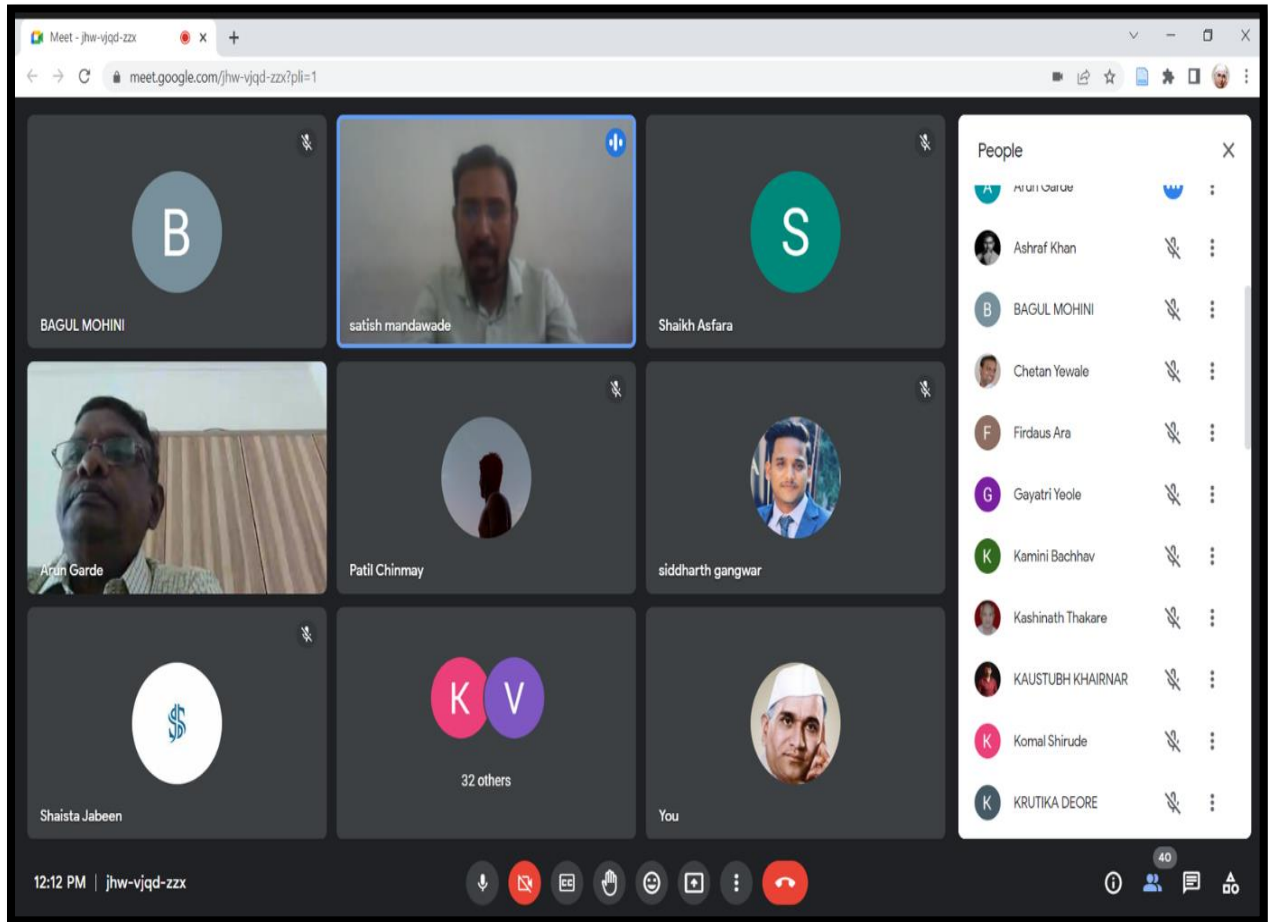 Meet - jhw-vjqd-zzx
meet.google.com/jhw-vjqd-zzx?pli=1
B
BAGUL MOHINI
satish mandawade
S
Shaikh Asfara
Arun Garde
Patil Chinmay
siddharth gangwar
Shaista Jabeen
K V
32 others
You
People
A Arun Garde
Ashraf Khan
B BAGUL MOHINI
Chetan Yewale
F Firdaus Ara
G Gayatri Yeole
K Kamini Bachhav
Kashinath Thakare
KAUSTUBH KHAIRNAR
K Komal Shirude
K KRUTIKA DEORE
12:12 PM | jhw-vjqd-zzx
CC
40